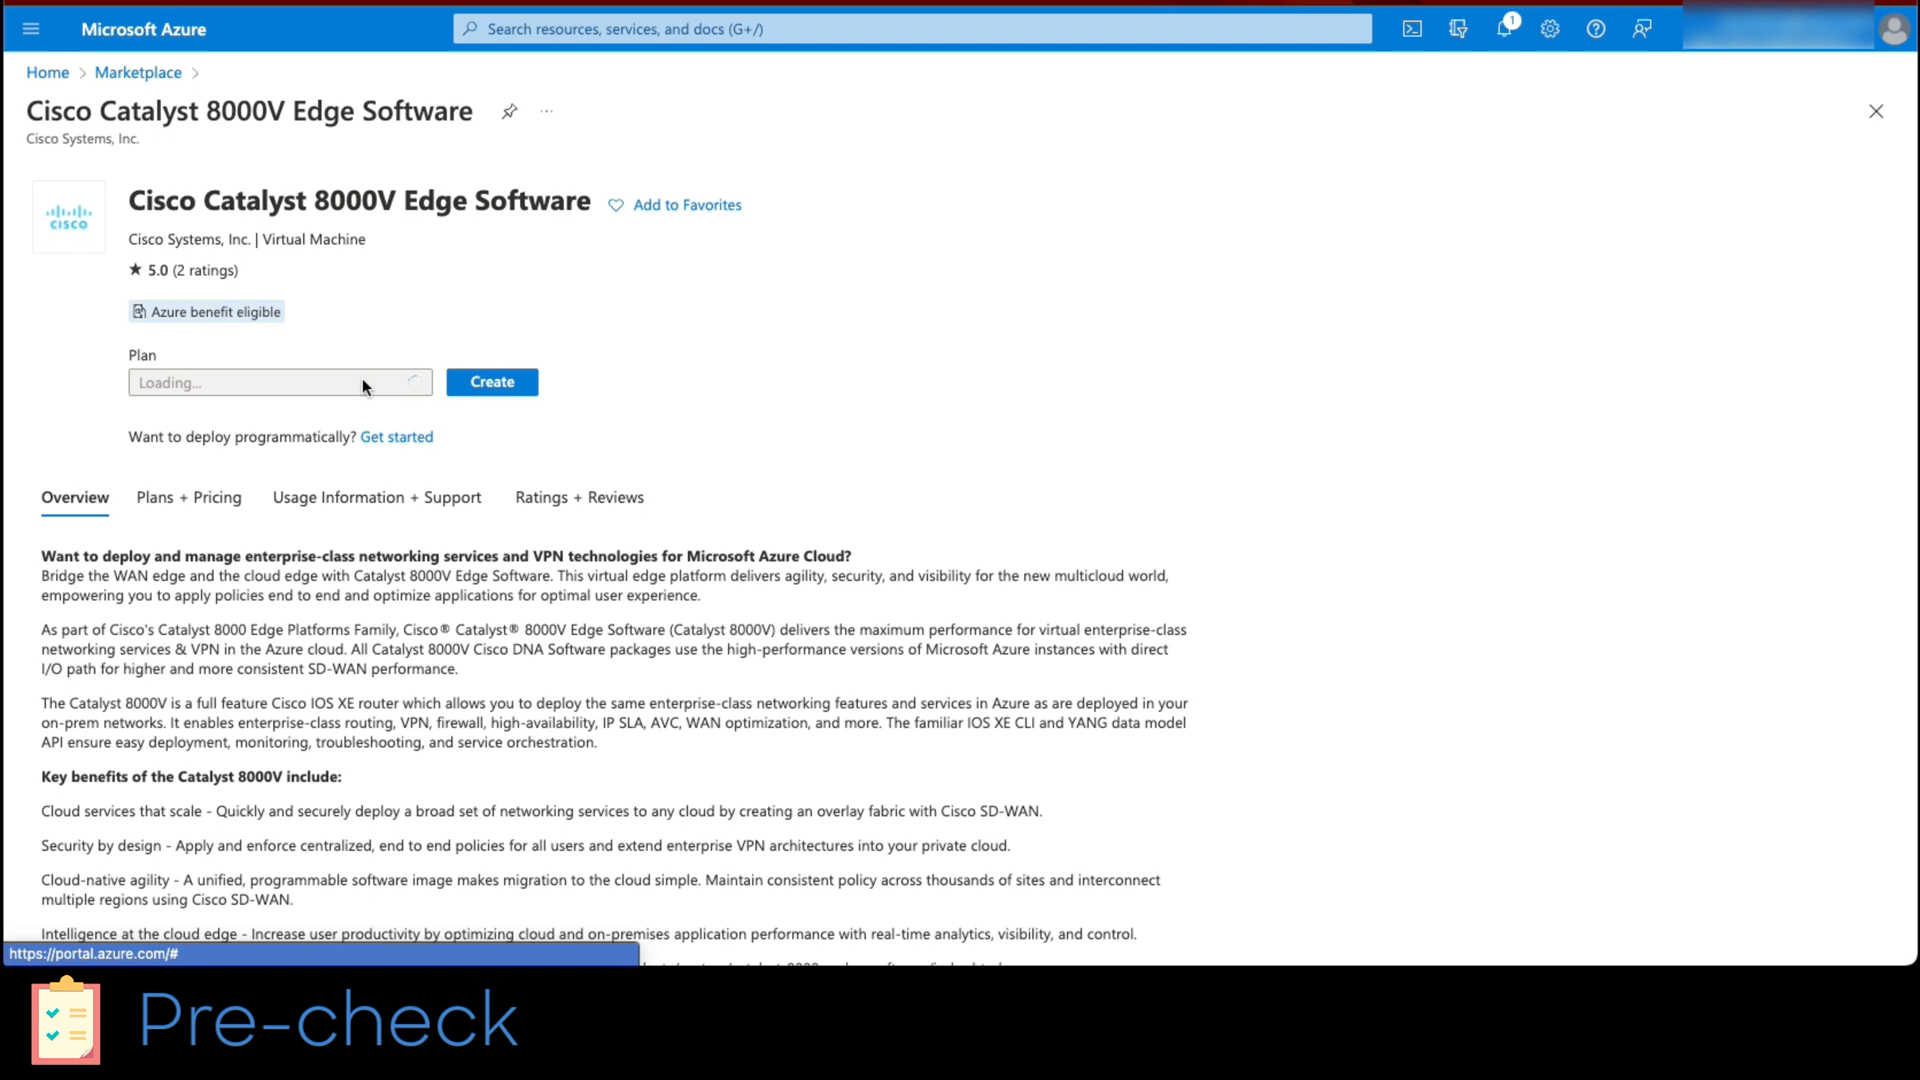 Microsoft Azure
Search resources, services, and docs (G+/)
1
Home > Marketplace >
Cisco Catalyst 8000V Edge Software
Cisco Systems, Inc.
cisco
Cisco Catalyst 8000V Edge Software
Add to Favorites
Cisco Systems, Inc. | Virtual Machine
★ 5.0 (2 ratings)
Azure benefit eligible
Plan
Loading...
Create
Want to deploy programmatically? Get started
Overview
Plans + Pricing
Usage Information + Support
Ratings + Reviews
Want to deploy and manage enterprise-class networking services and VPN technologies for Microsoft Azure Cloud?
Bridge the WAN edge and the cloud edge with Catalyst 8000V Edge Software. This virtual edge platform delivers agility, security, and visibility for the new multicloud world,
empowering you to apply policies end to end and optimize applications for optimal user experience.
As part of Cisco's Catalyst 8000 Edge Platforms Family, Cisco® Catalyst® 8000V Edge Software (Catalyst 8000V) delivers the maximum performance for virtual enterprise-class
networking services & VPN in the Azure cloud. All Catalyst 8000V Cisco DNA Software packages use the high-performance versions of Microsoft Azure instances with direct
I/O path for higher and more consistent SD-WAN performance.
The Catalyst 8000V is a full feature Cisco IOS XE router which allows you to deploy the same enterprise-class networking features and services in Azure as are deployed in your
on-prem networks. It enables enterprise-class routing, VPN, firewall, high-availability, IP SLA, AVC, WAN optimization, and more. The familiar IOS XE CLI and YANG data model
API ensure easy deployment, monitoring, troubleshooting, and service orchestration.
Key benefits of the Catalyst 8000V include:
Cloud services that scale - Quickly and securely deploy a broad set of networking services to any cloud by creating an overlay fabric with Cisco SD-WAN.
Security by design - Apply and enforce centralized, end to end policies for all users and extend enterprise VPN architectures into your private cloud.
Cloud-native agility - A unified, programmable software image makes migration to the cloud simple. Maintain consistent policy across thousands of sites and interconnect
multiple regions using Cisco SD-WAN.
Intelligence at the cloud edge - Increase user productivity by optimizing cloud and on-premises application performance with real-time analytics, visibility, and control.
https://portal.azure.com/#
Pre-check